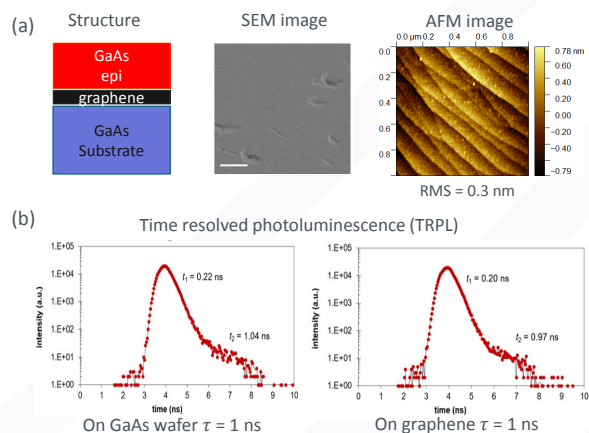 (a)
Structure
SEM image
AFM image
GaAs
epi
graphene
GaAs
Substrate
0.0 µm 0.2 0.4 0.6 0.8
0.0
0.2
0.4
0.6
0.8
0.78 nm
0.60
0.40
0.20
0.00
-0.20
-0.40
-0.79
RMS = 0.3 nm
(b)
Time resolved photoluminescence (TRPL)
intensity (a.u.)
1.E+05
1.E+04
1.E+03
1.E+02
1.E+01
1.E+00
t1 = 0.22 ns
t2 = 1.04 ns
0 1 2 3 4 5 6 7 8 9 10
time (ns)
On GaAs wafer τ = 1 ns
intensity (a.u.)
1.E+05
1.E+04
1.E+03
1.E+02
1.E+01
1.E+00
t1 = 0.20 ns
t2 = 0.97 ns
0 1 2 3 4 5 6 7 8 9 10
time (ns)
On graphene τ = 1 ns